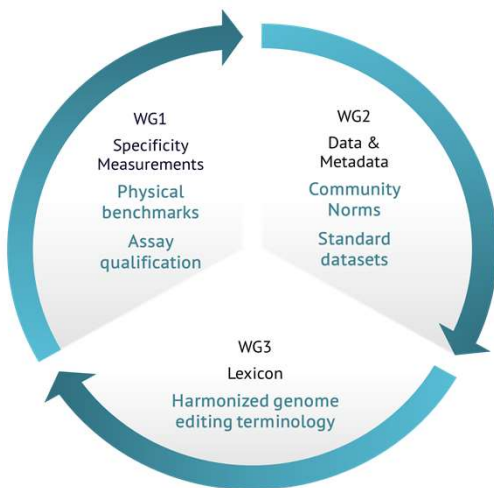 WG1
Specificity
Measurements
Physical
benchmarks
Assay
qualification
WG2
Data &
Metadata
Community
Norms
Standard
datasets
WG3
Lexicon
Harmonized genome
editing terminology